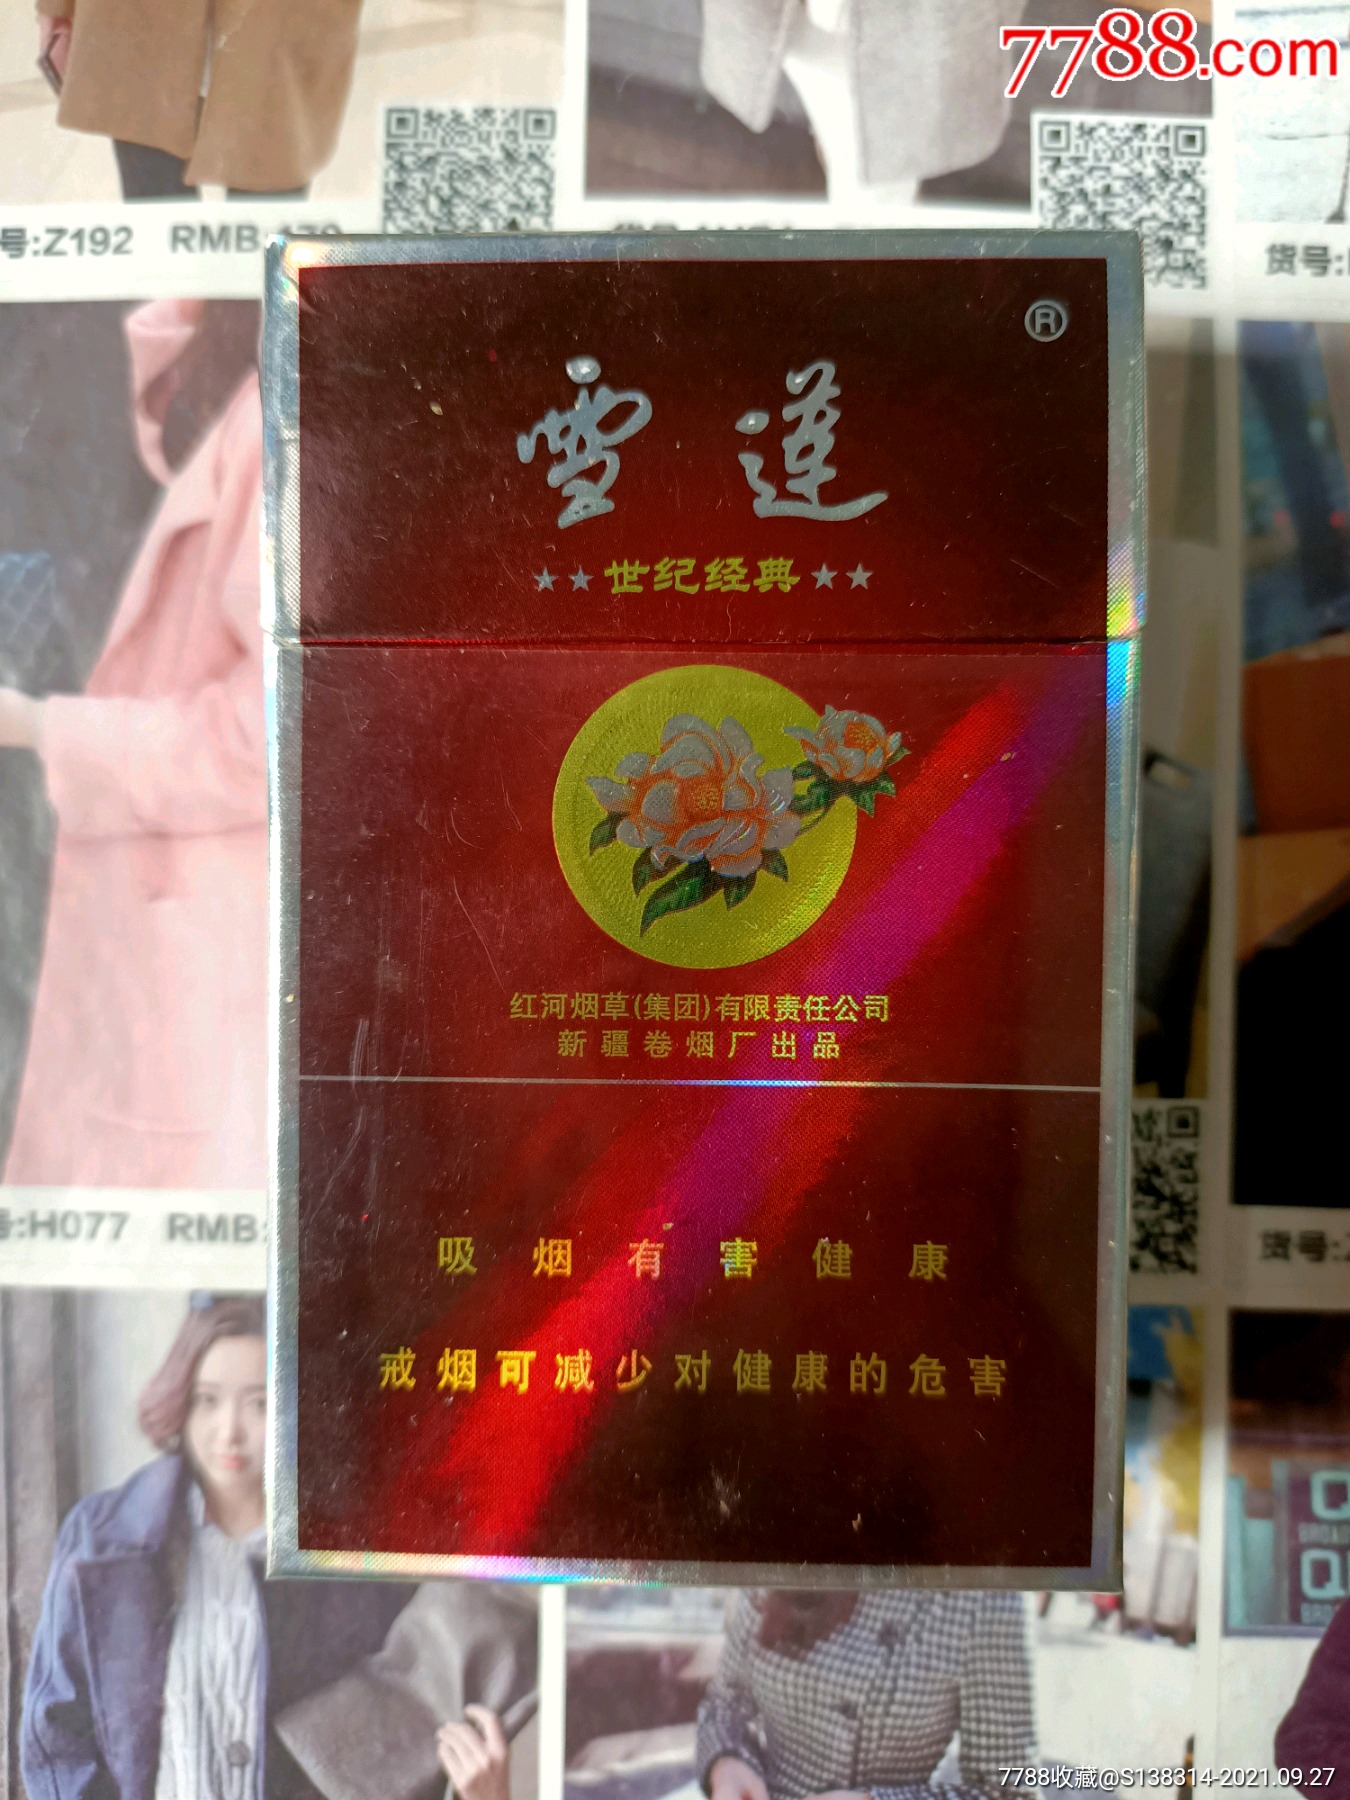 7788.com
号:Z192 RMB:179
货号:
®
雪莲
★★世纪经典★★
红河烟草(集团)有限责任公司
新疆卷烟厂出品
号:H077 RMB:
货号:
吸烟有害健康
戒烟可减少对健康的危害
7788收藏@S138314-2021.09.27